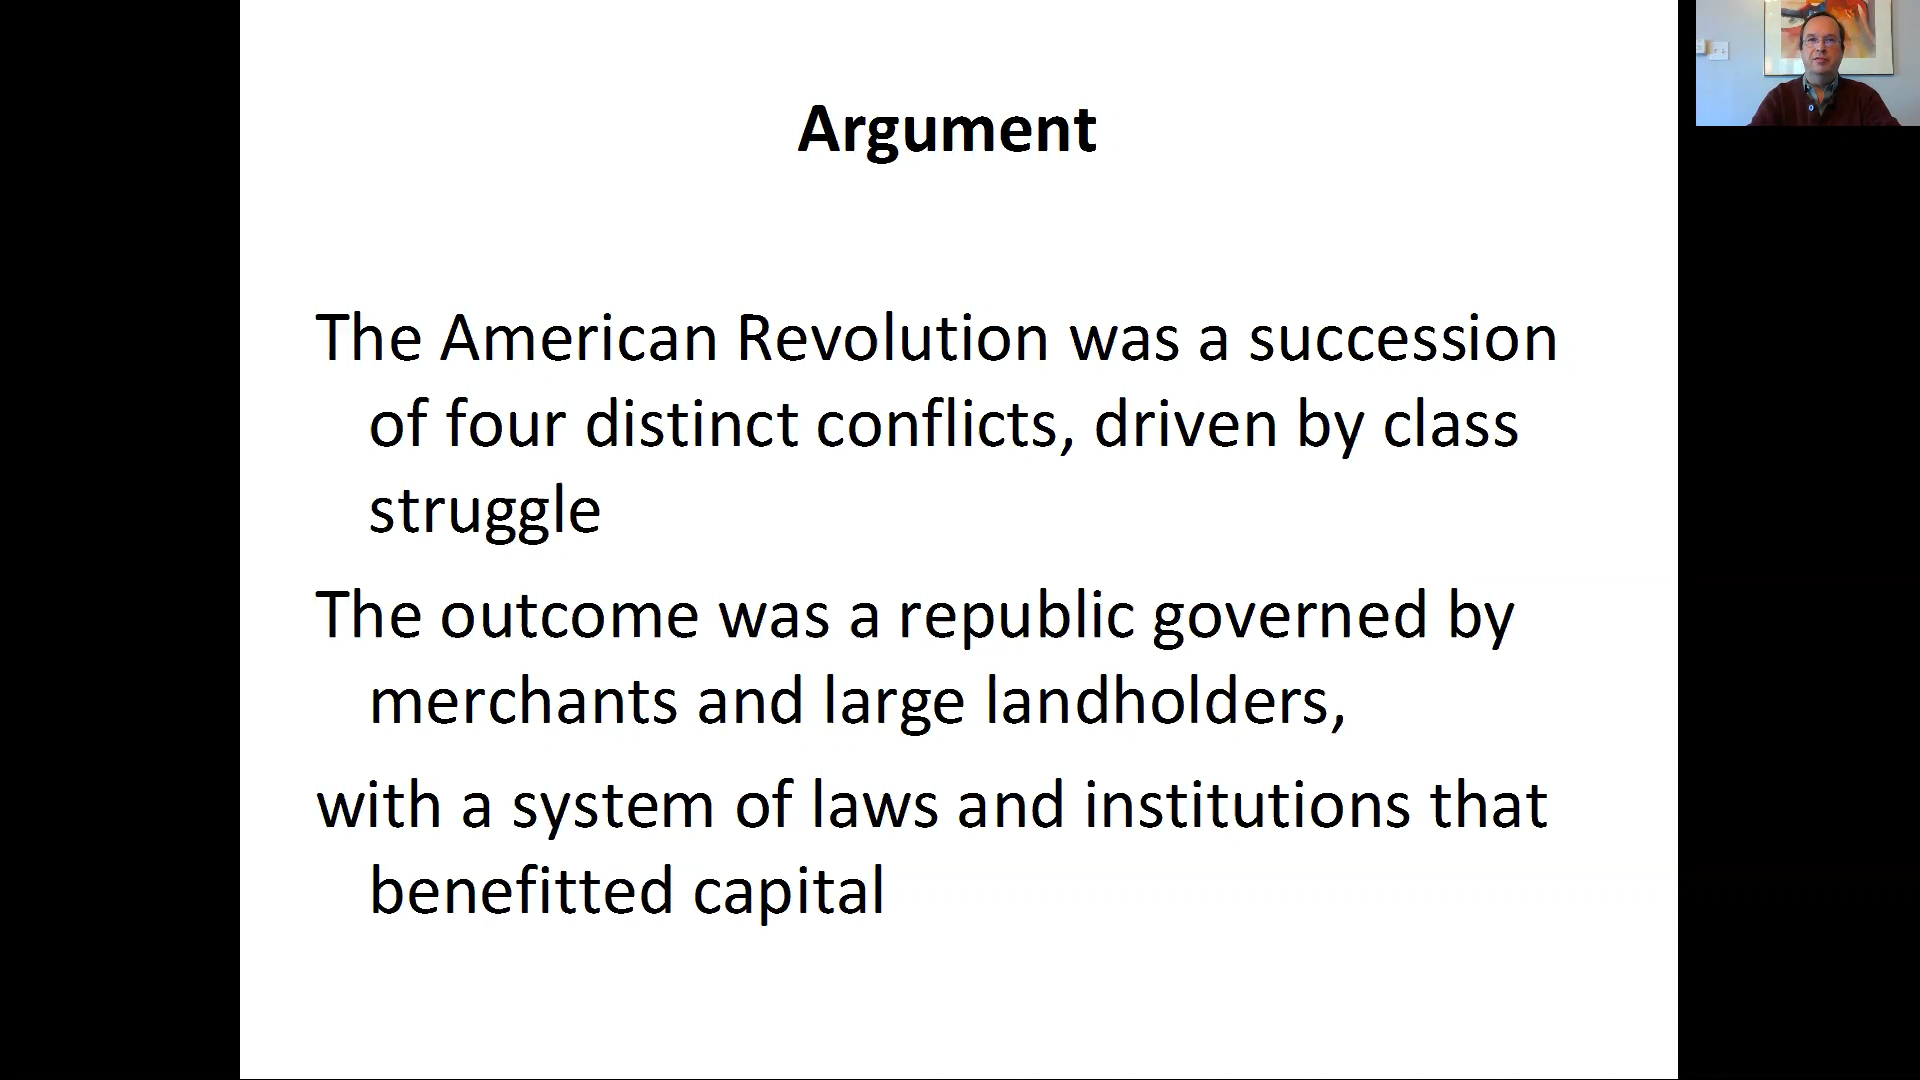 Argument
The American Revolution was a succession
of four distinct conflicts, driven by class
struggle
The outcome was a republic governed by
merchants and large landholders,
with a system of laws and institutions that
benefitted capital